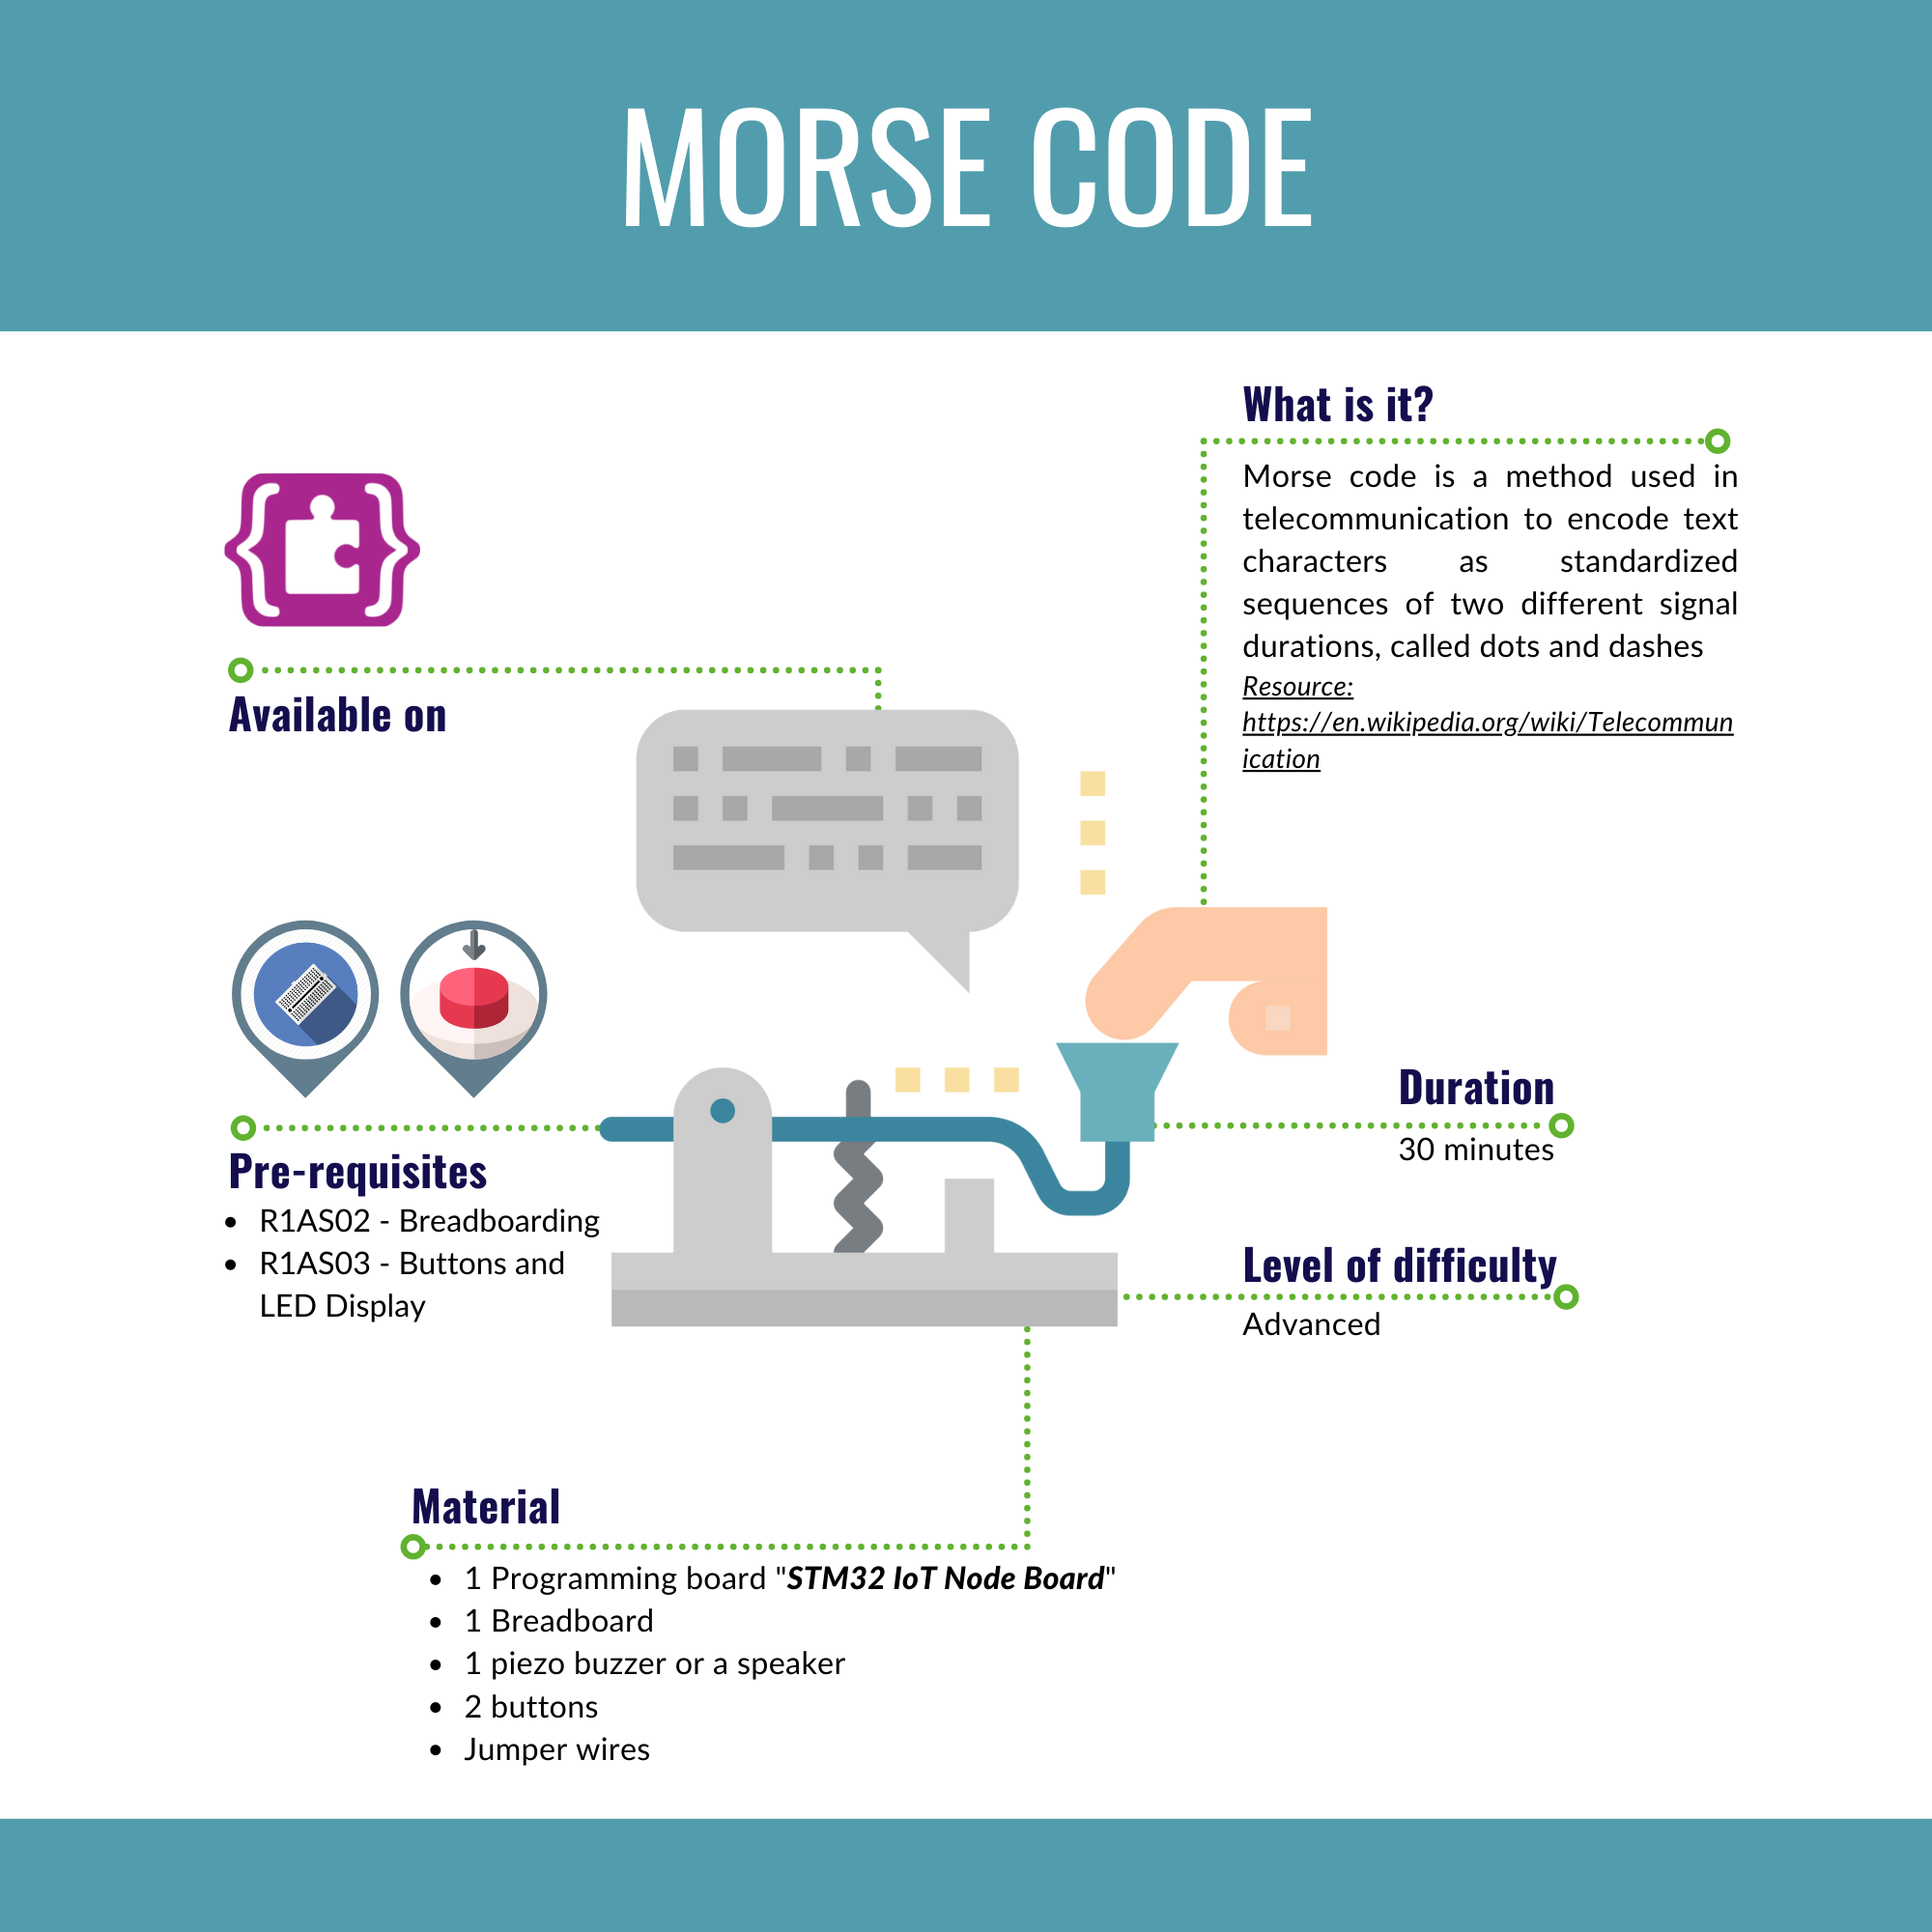 MORSE CODE
What is it?
Morse code is a method used in
telecommunication to encode text
characters as standardized
sequences of two different signal
durations, called dots and dashes
Resource:
https://en.wikipedia.org/wiki/Telecommun
ication
Available on
Pre-requisites
• R1AS02 - Breadboarding
• R1AS03 - Buttons and
LED Display
Duration
30 minutes
Level of difficulty
Advanced
Material
• 1 Programming board "STM32 IoT Node Board"
• 1 Breadboard
• 1 piezo buzzer or a speaker
• 2 buttons
• Jumper wires